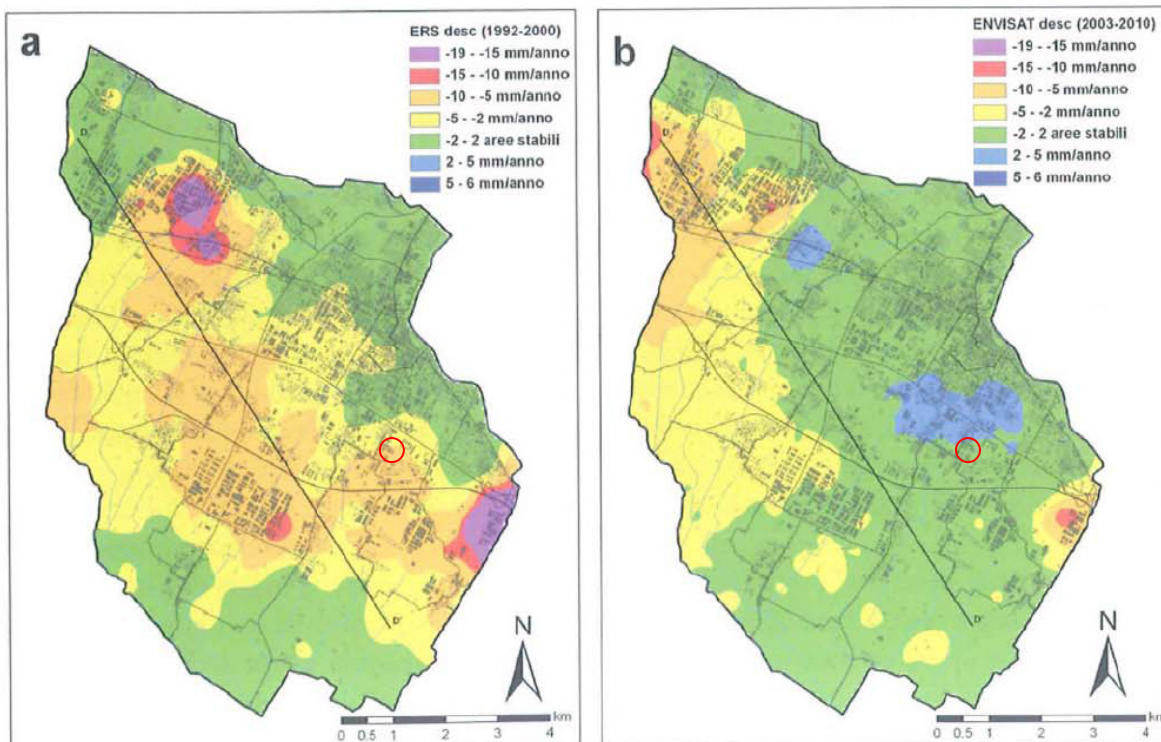 a
ERS desc (1992-2000)
-19 - -15 mm/anno
-15 - -10 mm/anno
-10 - -5 mm/anno
-5 - -2 mm/anno
-2 - 2 aree stabili
2 - 5 mm/anno
5 - 6 mm/anno
D
D'
N
km
0 0.5 1 2 3 4
b
ENVISAT desc (2003-2010)
-19 - -15 mm/anno
-15 - -10 mm/anno
-10 - -5 mm/anno
-5 - -2 mm/anno
-2 - 2 aree stabili
2 - 5 mm/anno
5 - 6 mm/anno
D
D'
N
km
0 0.5 1 2 3 4